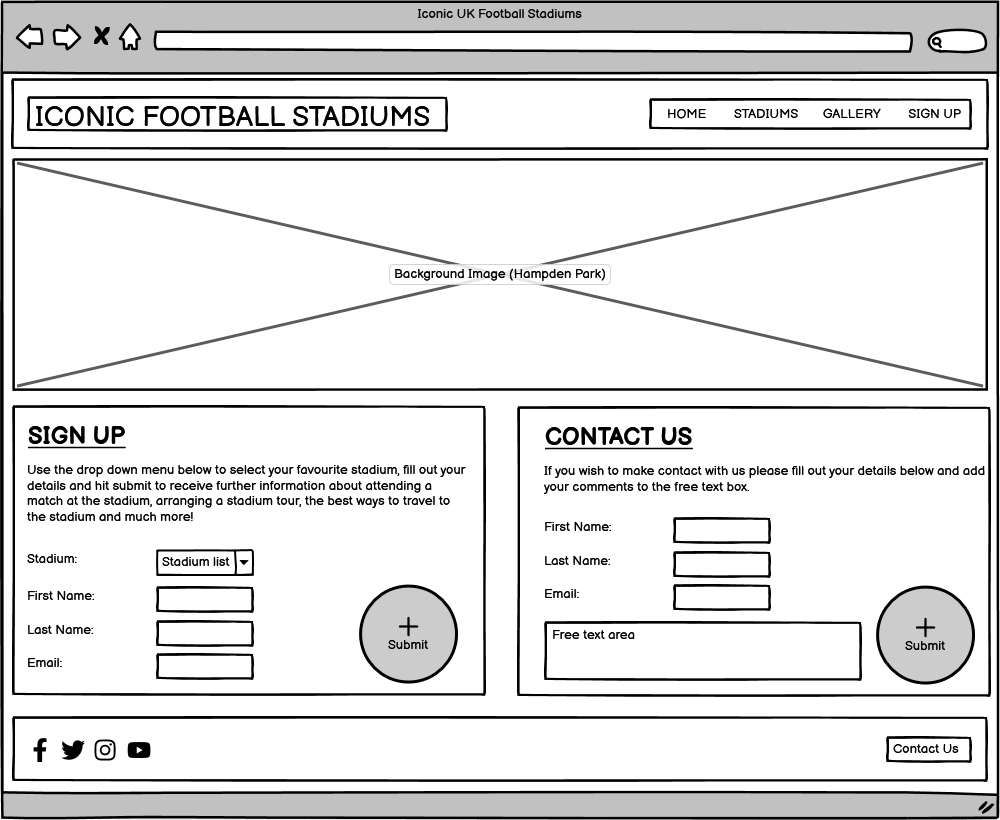 Iconic UK Football Stadiums
ICONIC FOOTBALL STADIUMS
HOME STADIUMS GALLERY SIGN UP
Background Image (Hampden Park)
SIGN UP
Use the drop down menu below to select your favourite stadium, fill out your
details and hit submit to receive further information about attending a
match at the stadium, arranging a stadium tour, the best ways to travel to
the stadium and much more!
Stadium: Stadium list
First Name:
Last Name:
Email:
Submit
CONTACT US
If you wish to make contact with us please fill out your details below and add
your comments to the free text box.
First Name:
Last Name:
Email:
Free text area
Submit
Contact Us